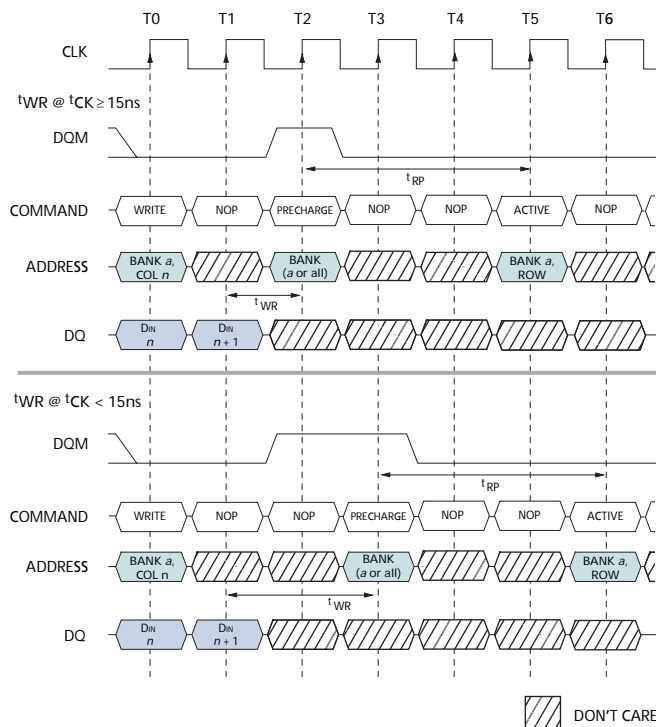 T0 T1 T2 T3 T4 T5 T6
CLK
tWR @ tCK ≥ 15ns
DQM
tRP
COMMAND WRITE NOP PRECHARGE NOP NOP ACTIVE NOP
ADDRESS BANK a, COL n BANK (a or all) BANK a, ROW
tWR
DQ DIN n DIN n + 1
tWR @ tCK < 15ns
DQM
tRP
COMMAND WRITE NOP NOP PRECHARGE NOP NOP ACTIVE
ADDRESS BANK a, COL n BANK (a or all) BANK a, ROW
tWR
DQ DIN n DIN n + 1
DON'T CARE